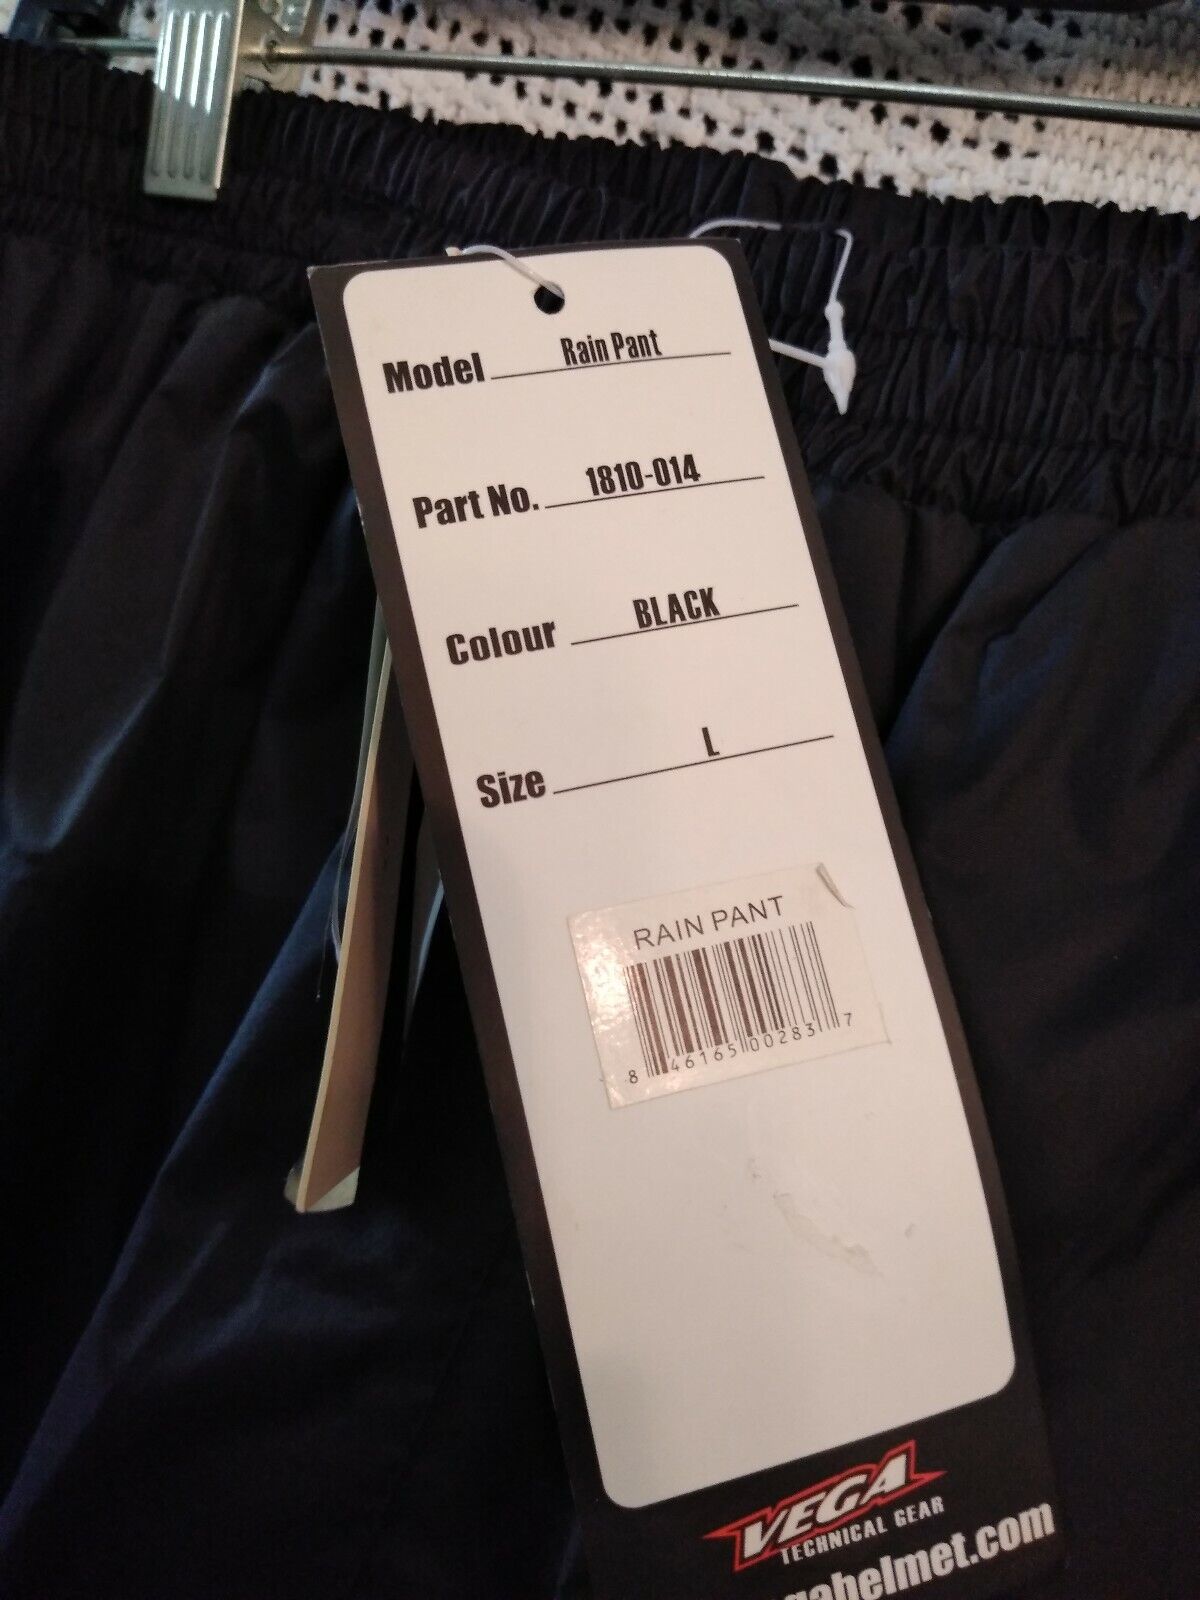 Model Rain Pant
Part No. 1810-014
Colour BLACK
Size L
RAIN PANT
8 46165 00283 7
VEGA
TECHNICAL GEAR
gahelmet.com